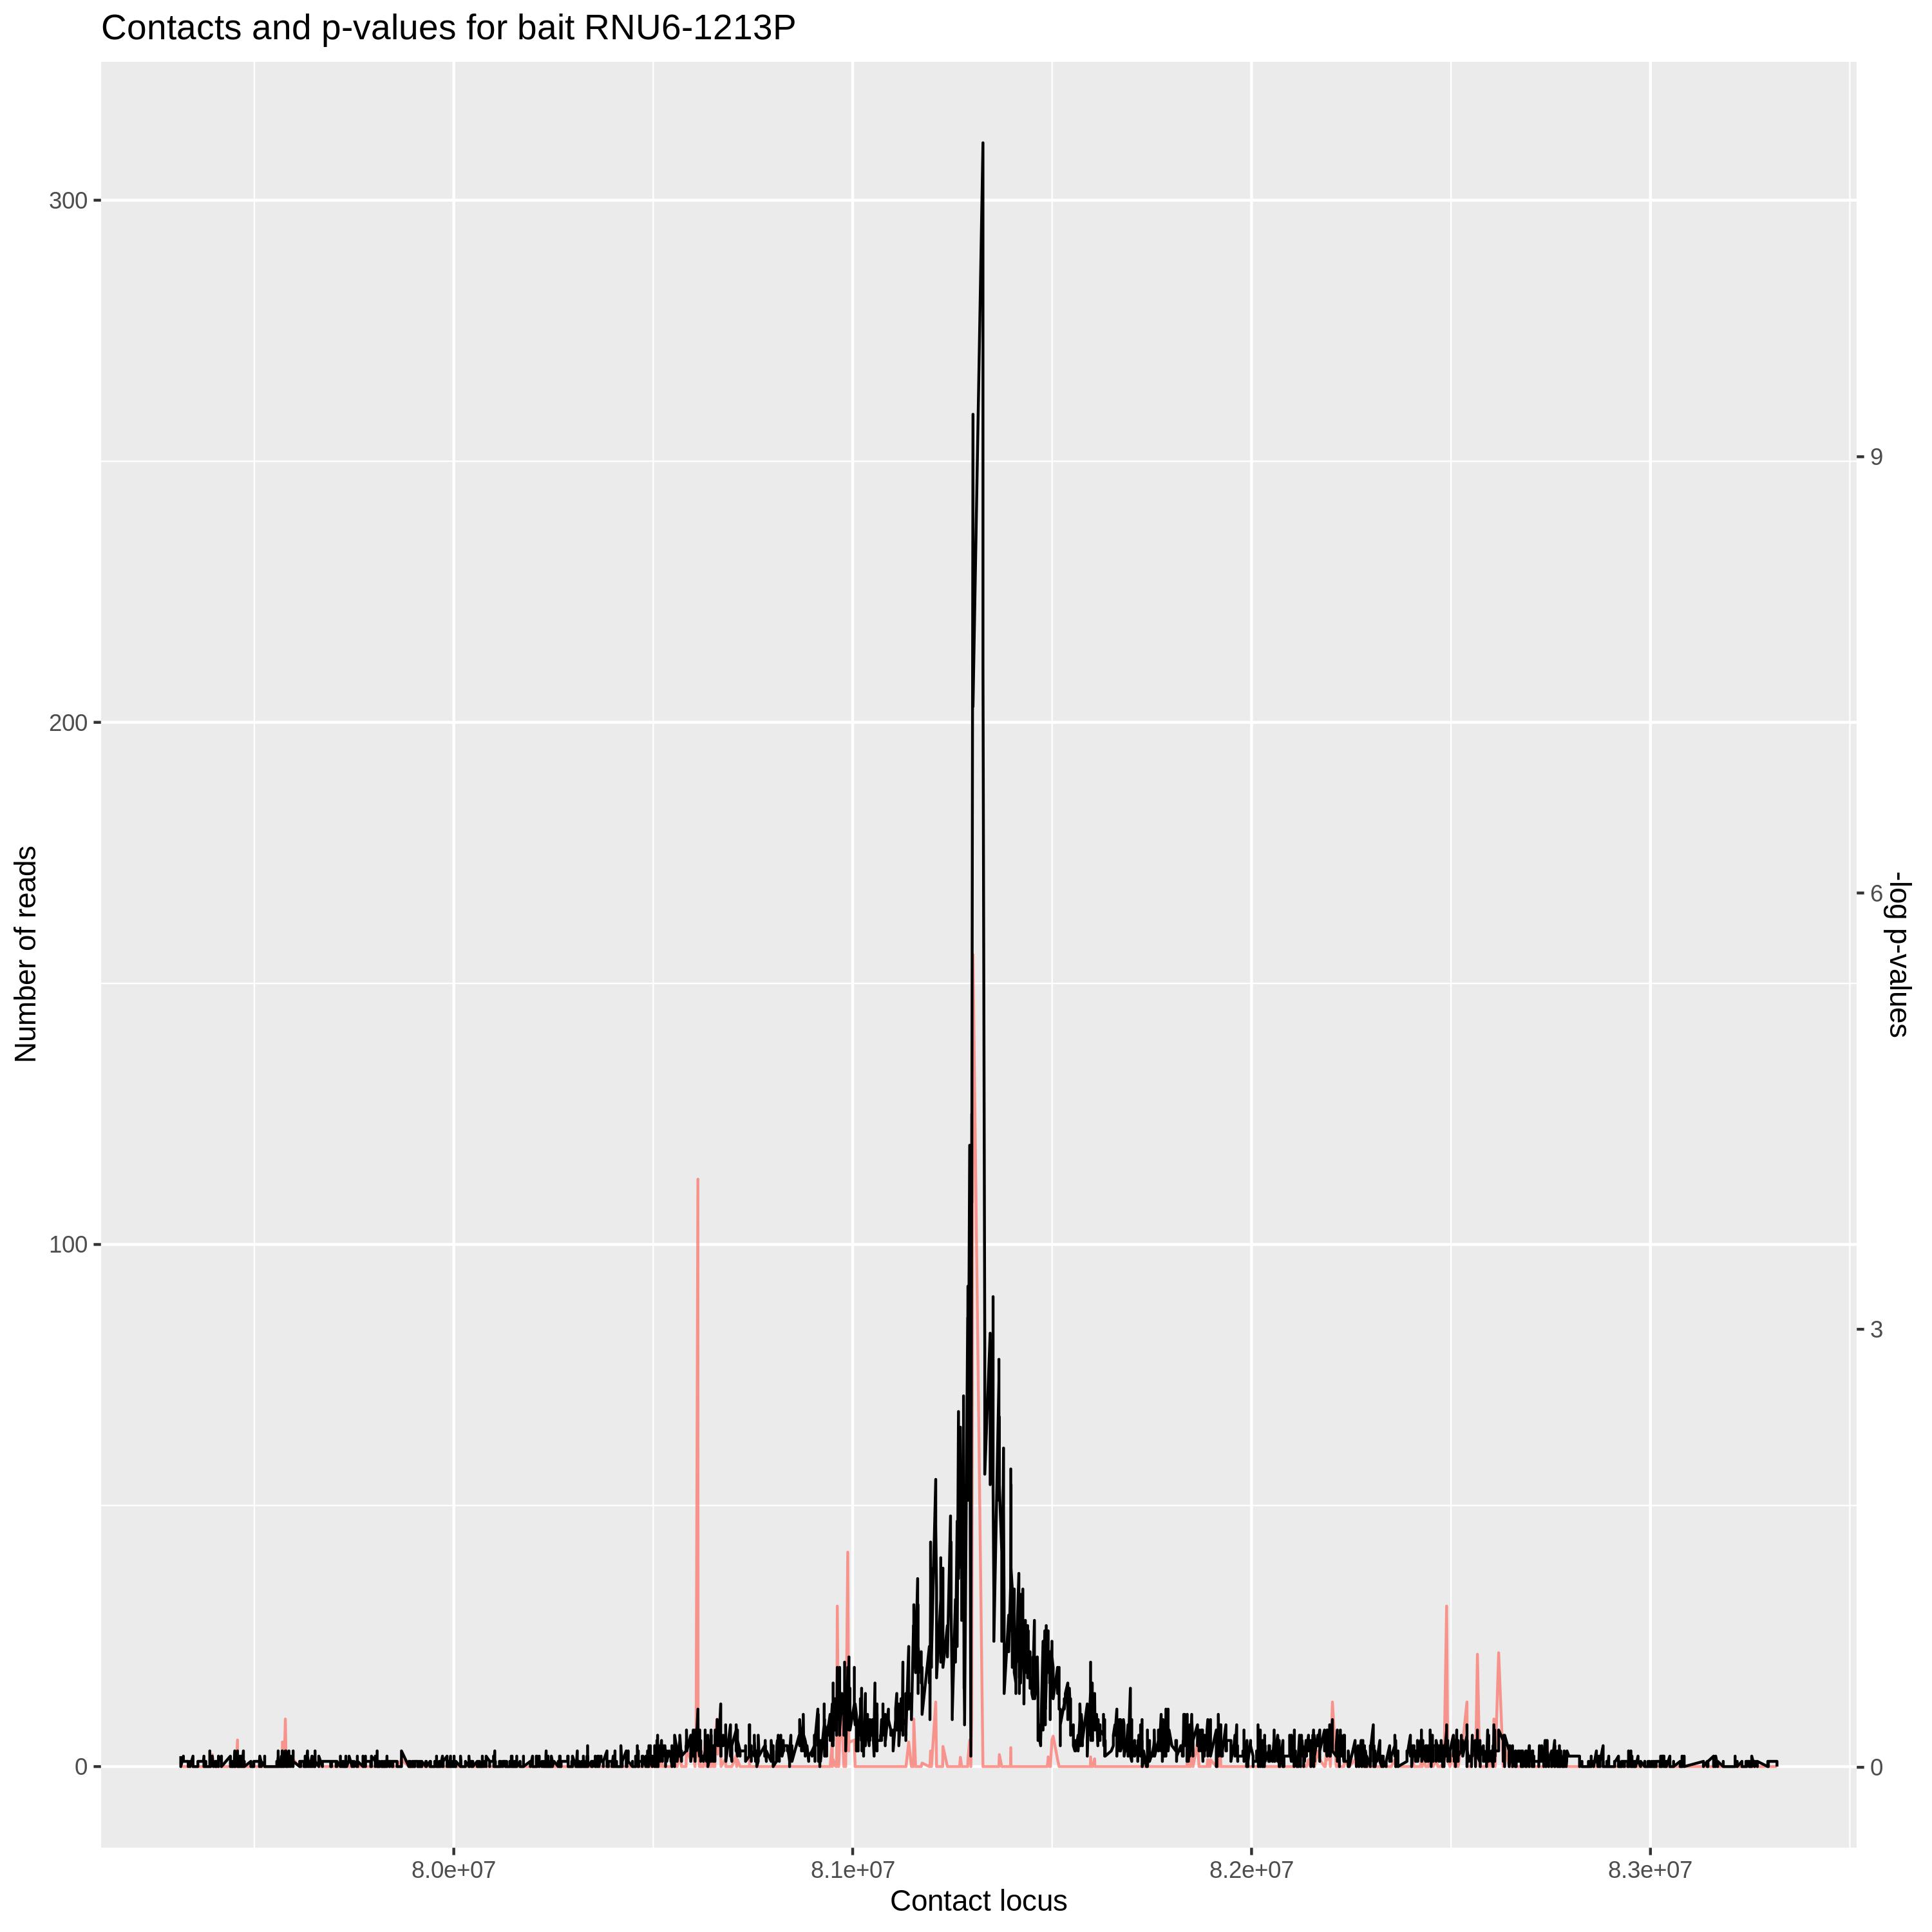 Contacts and p-values for bait RNU6-1213P
300
200
100
0
Number of reads
9
6
3
0
-log p-values
8.0e+07
8.1e+07
8.2e+07
8.3e+07
Contact locus